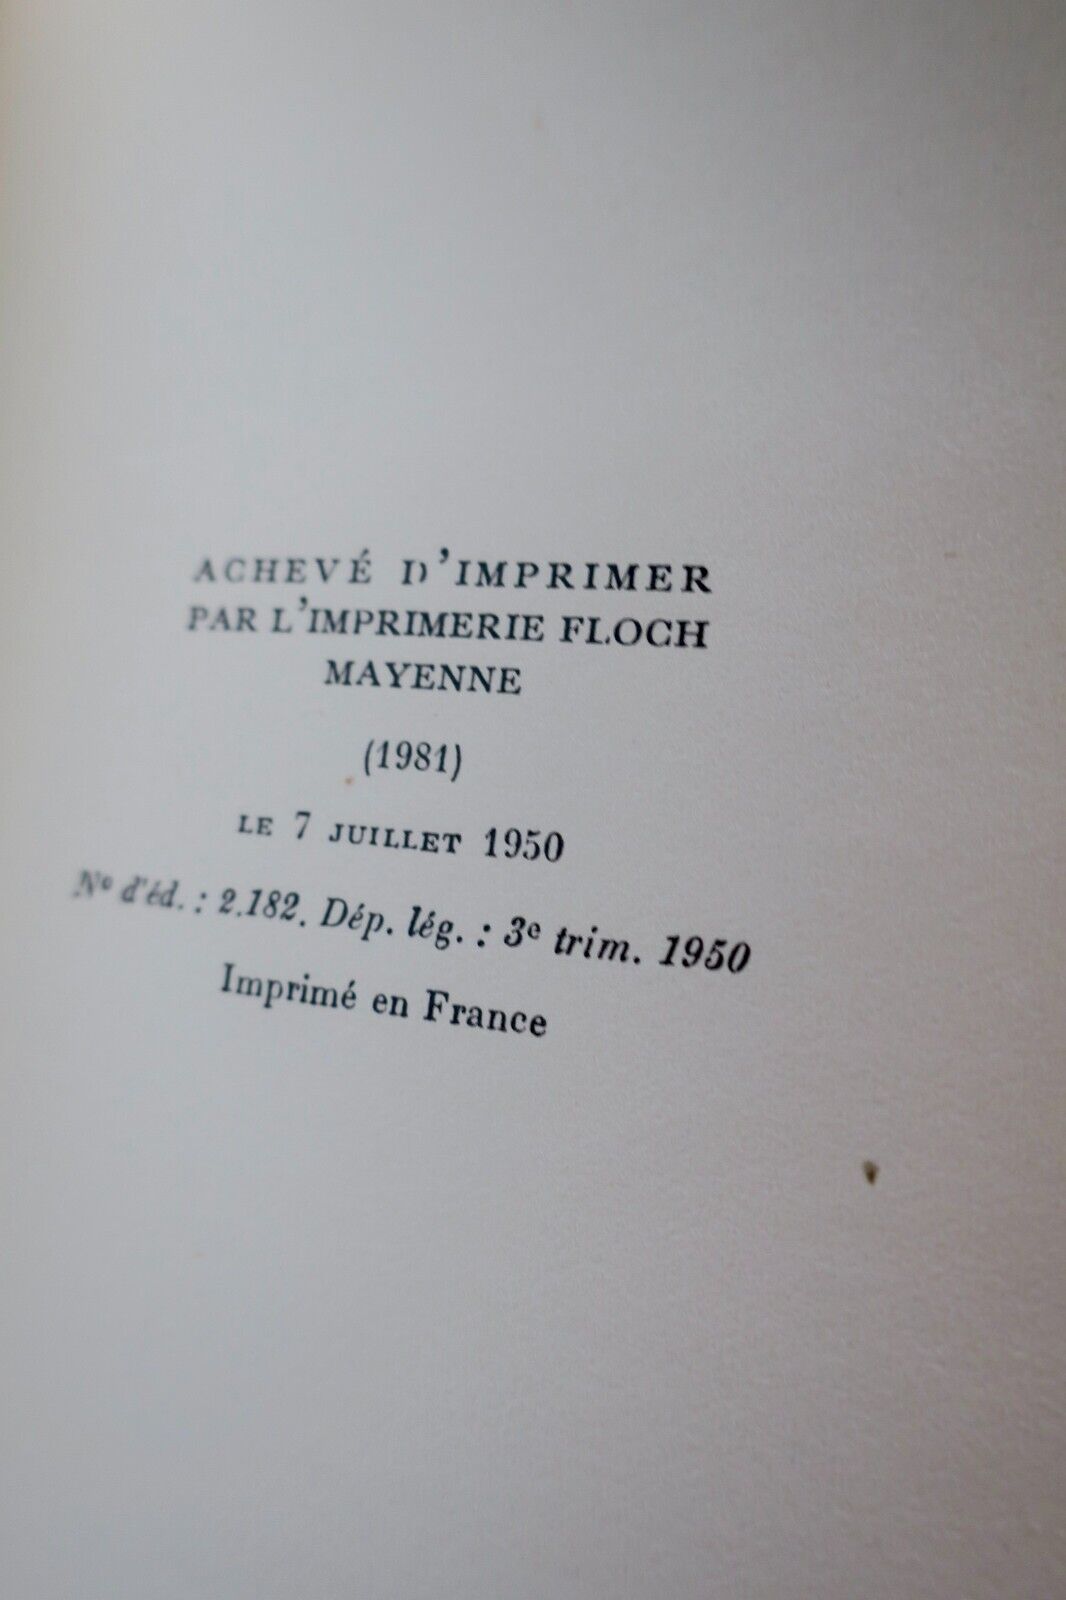 ACHEVÉ D'IMPRIMER
PAR L'IMPRIMERIE FLOCH
MAYENNE
(1981)
LE 7 JUILLET 1950
Nº d'éd. : 2.182. Dép. lég. : 3e trim. 1950
Imprimé en France